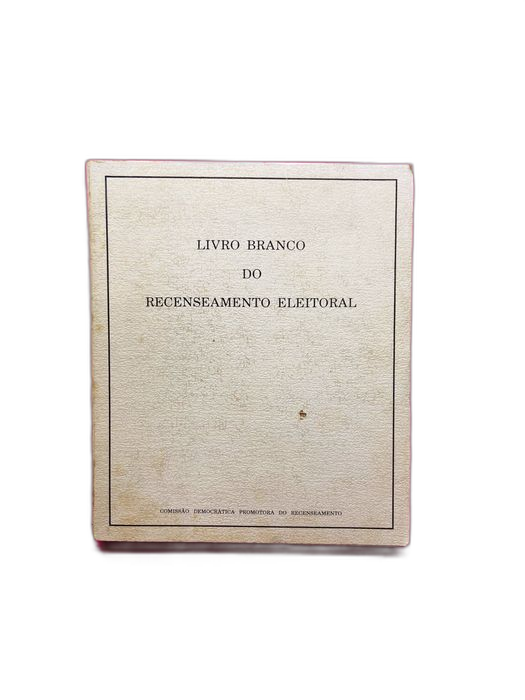 LIVRO BRANCO
DO
RECENSEAMENTO ELEITORAL
COMISSÃO DEMOCRÁTICA PROMOTORA DO RECENSEAMENTO